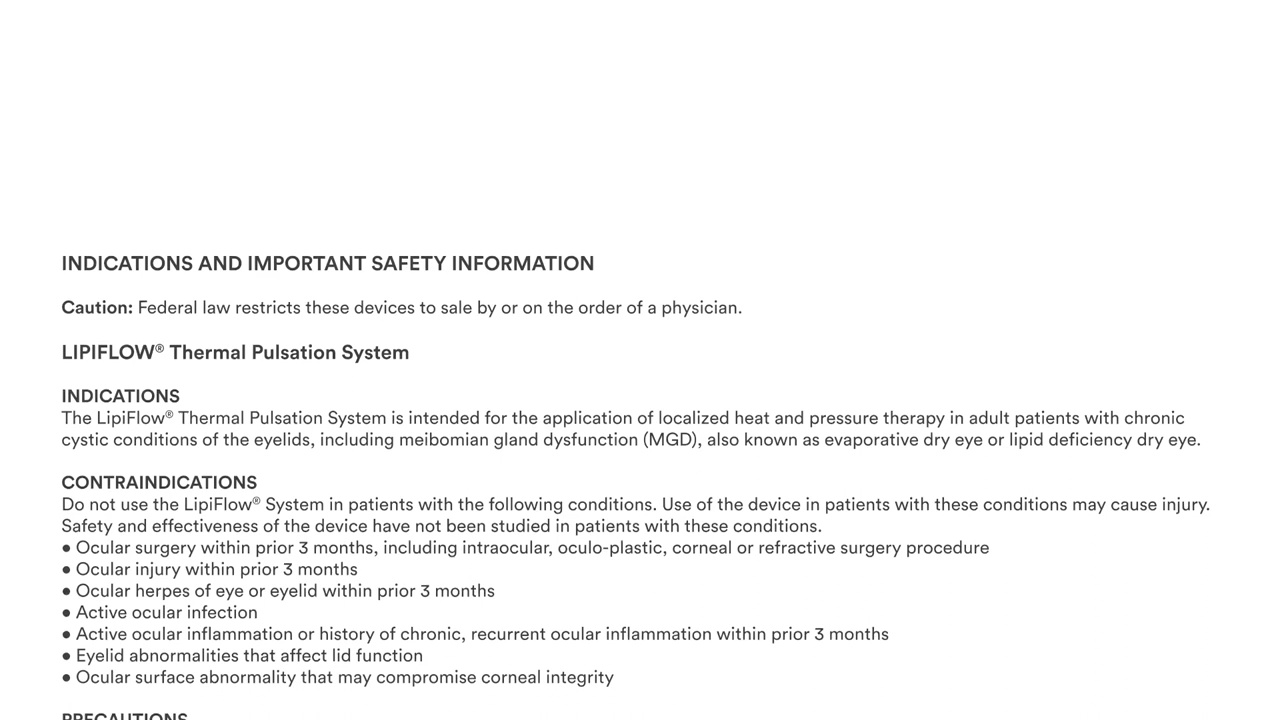 INDICATIONS AND IMPORTANT SAFETY INFORMATION
Caution: Federal law restricts these devices to sale by or on the order of a physician.
LIPIFLOW® Thermal Pulsation System
INDICATIONS
The LipiFlow® Thermal Pulsation System is intended for the application of localized heat and pressure therapy in adult patients with chronic
cystic conditions of the eyelids, including meibomian gland dysfunction (MGD), also known as evaporative dry eye or lipid deficiency dry eye.
CONTRAINDICATIONS
Do not use the LipiFlow® System in patients with the following conditions. Use of the device in patients with these conditions may cause injury.
Safety and effectiveness of the device have not been studied in patients with these conditions.
• Ocular surgery within prior 3 months, including intraocular, oculo-plastic, corneal or refractive surgery procedure
• Ocular injury within prior 3 months
• Ocular herpes of eye or eyelid within prior 3 months
• Active ocular infection
• Active ocular inflammation or history of chronic, recurrent ocular inflammation within prior 3 months
• Eyelid abnormalities that affect lid function
• Ocular surface abnormality that may compromise corneal integrity
PRECAUTIONS